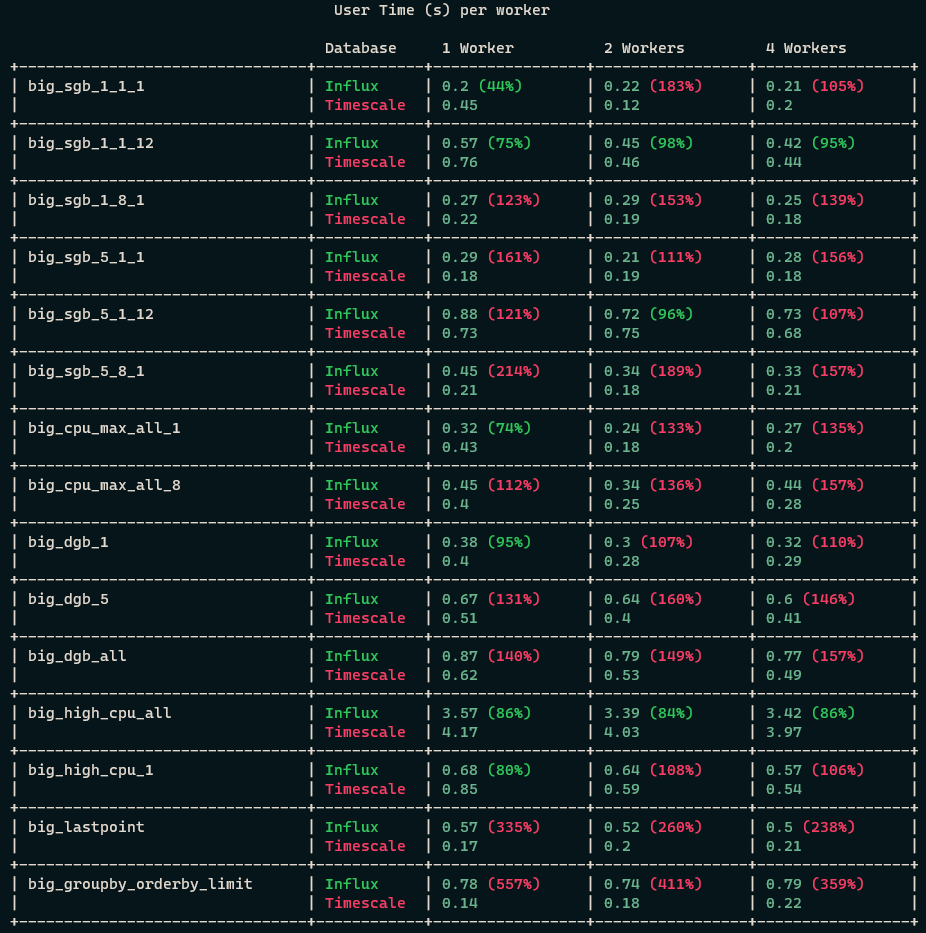 User Time (s) per worker
Database 1 Worker 2 Workers 4 Workers
big_sgb_1_1_1 Influx 0.2 (44%) 0.22 (183%) 0.21 (105%)
Timescale 0.45 0.12 0.2
big_sgb_1_1_12 Influx 0.57 (75%) 0.45 (98%) 0.42 (95%)
Timescale 0.76 0.46 0.44
big_sgb_1_8_1 Influx 0.27 (123%) 0.29 (153%) 0.25 (139%)
Timescale 0.22 0.19 0.18
big_sgb_5_1_1 Influx 0.29 (161%) 0.21 (111%) 0.28 (156%)
Timescale 0.18 0.19 0.18
big_sgb_5_1_12 Influx 0.88 (121%) 0.72 (96%) 0.73 (107%)
Timescale 0.73 0.75 0.68
big_sgb_5_8_1 Influx 0.45 (214%) 0.34 (189%) 0.33 (157%)
Timescale 0.21 0.18 0.21
big_cpu_max_all_1 Influx 0.32 (74%) 0.24 (133%) 0.27 (135%)
Timescale 0.43 0.18 0.2
big_cpu_max_all_8 Influx 0.45 (112%) 0.34 (136%) 0.44 (157%)
Timescale 0.4 0.25 0.28
big_dgb_1 Influx 0.38 (95%) 0.3 (107%) 0.32 (110%)
Timescale 0.4 0.28 0.29
big_dgb_5 Influx 0.67 (131%) 0.64 (160%) 0.6 (146%)
Timescale 0.51 0.4 0.41
big_dgb_all Influx 0.87 (140%) 0.79 (149%) 0.77 (157%)
Timescale 0.62 0.53 0.49
big_high_cpu_all Influx 3.57 (86%) 3.39 (84%) 3.42 (86%)
Timescale 4.17 4.03 3.97
big_high_cpu_1 Influx 0.68 (80%) 0.64 (108%) 0.57 (106%)
Timescale 0.85 0.59 0.54
big_lastpoint Influx 0.57 (335%) 0.52 (260%) 0.5 (238%)
Timescale 0.17 0.2 0.21
big_groupby_orderby_limit Influx 0.78 (557%) 0.74 (411%) 0.79 (359%)
Timescale 0.14 0.18 0.22